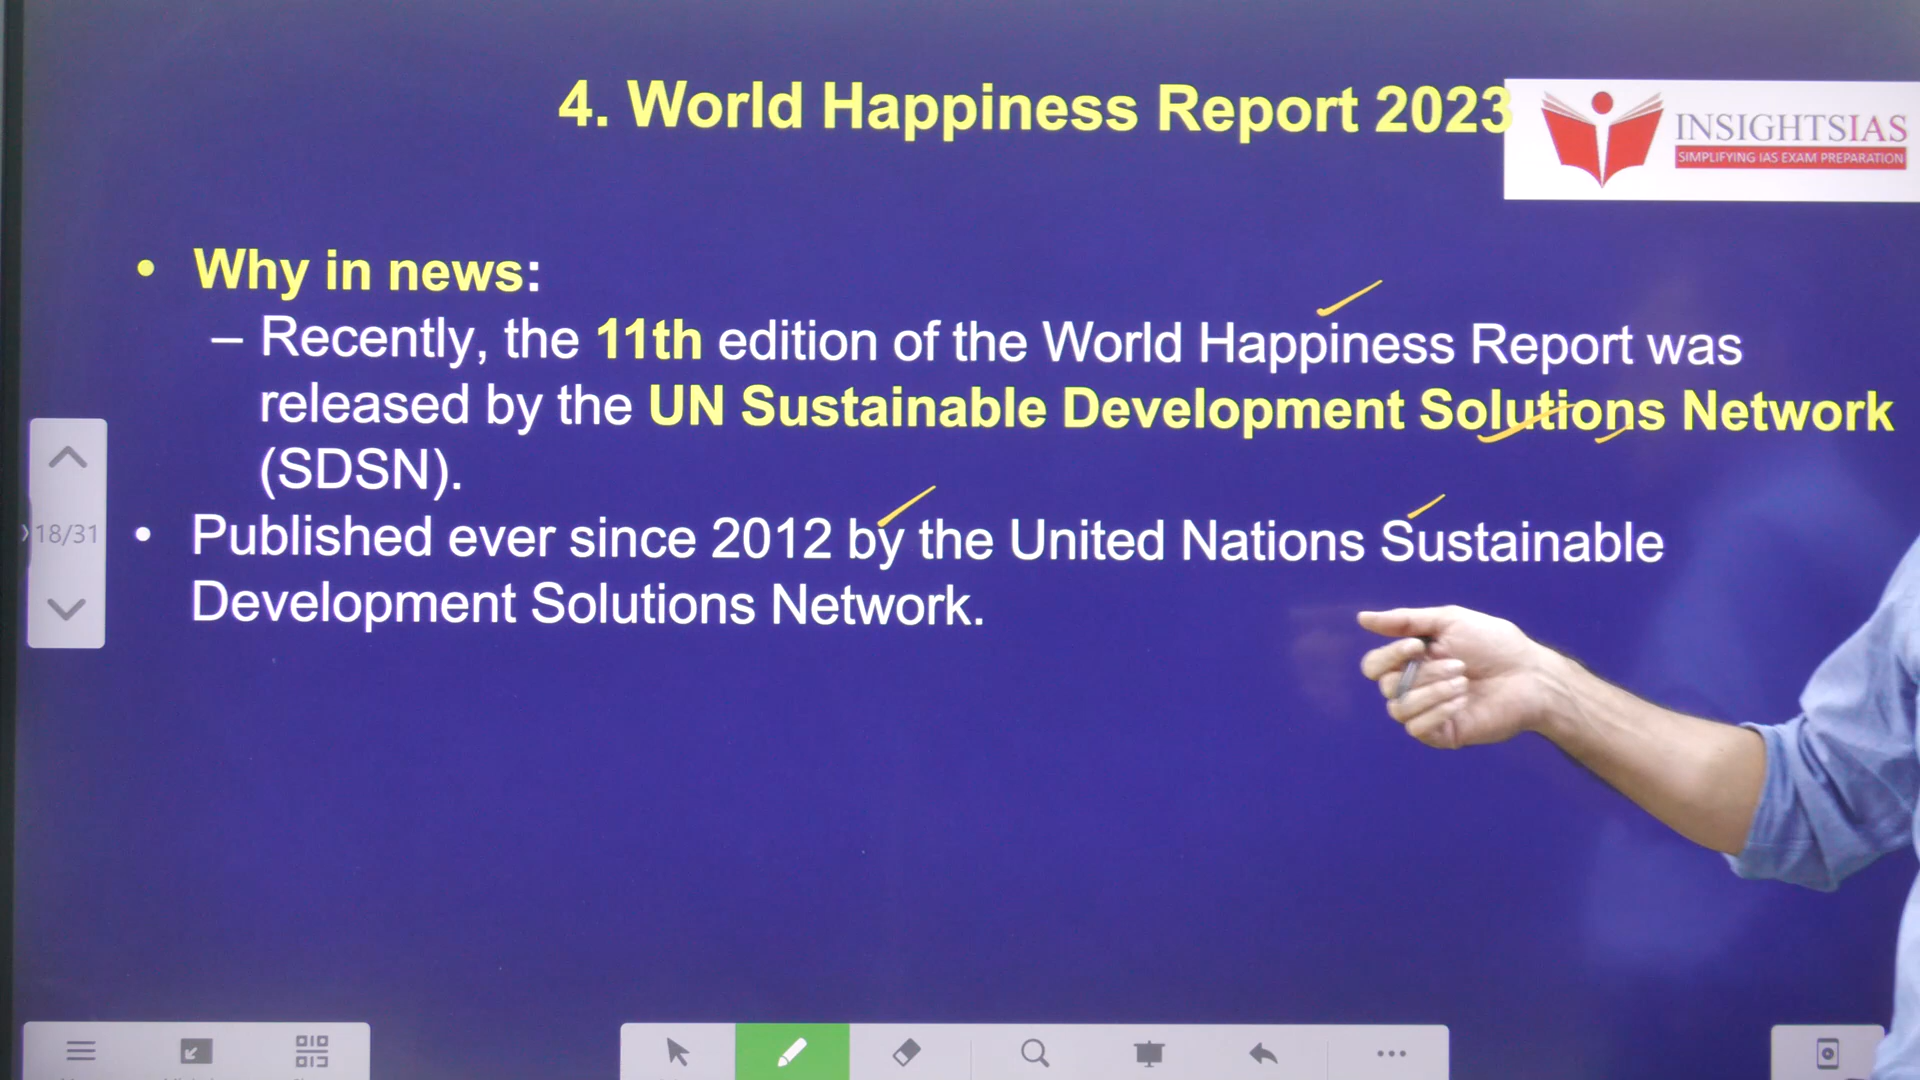 4. World Happiness Report 2023
INSIGHTSIAS
SIMPLIFYING IAS EXAM PREPARATION
• Why in news:
– Recently, the 11th edition of the World Happiness Report was
released by the UN Sustainable Development Solutions Network
(SDSN).
18/31
• Published ever since 2012 by the United Nations Sustainable
Development Solutions Network.